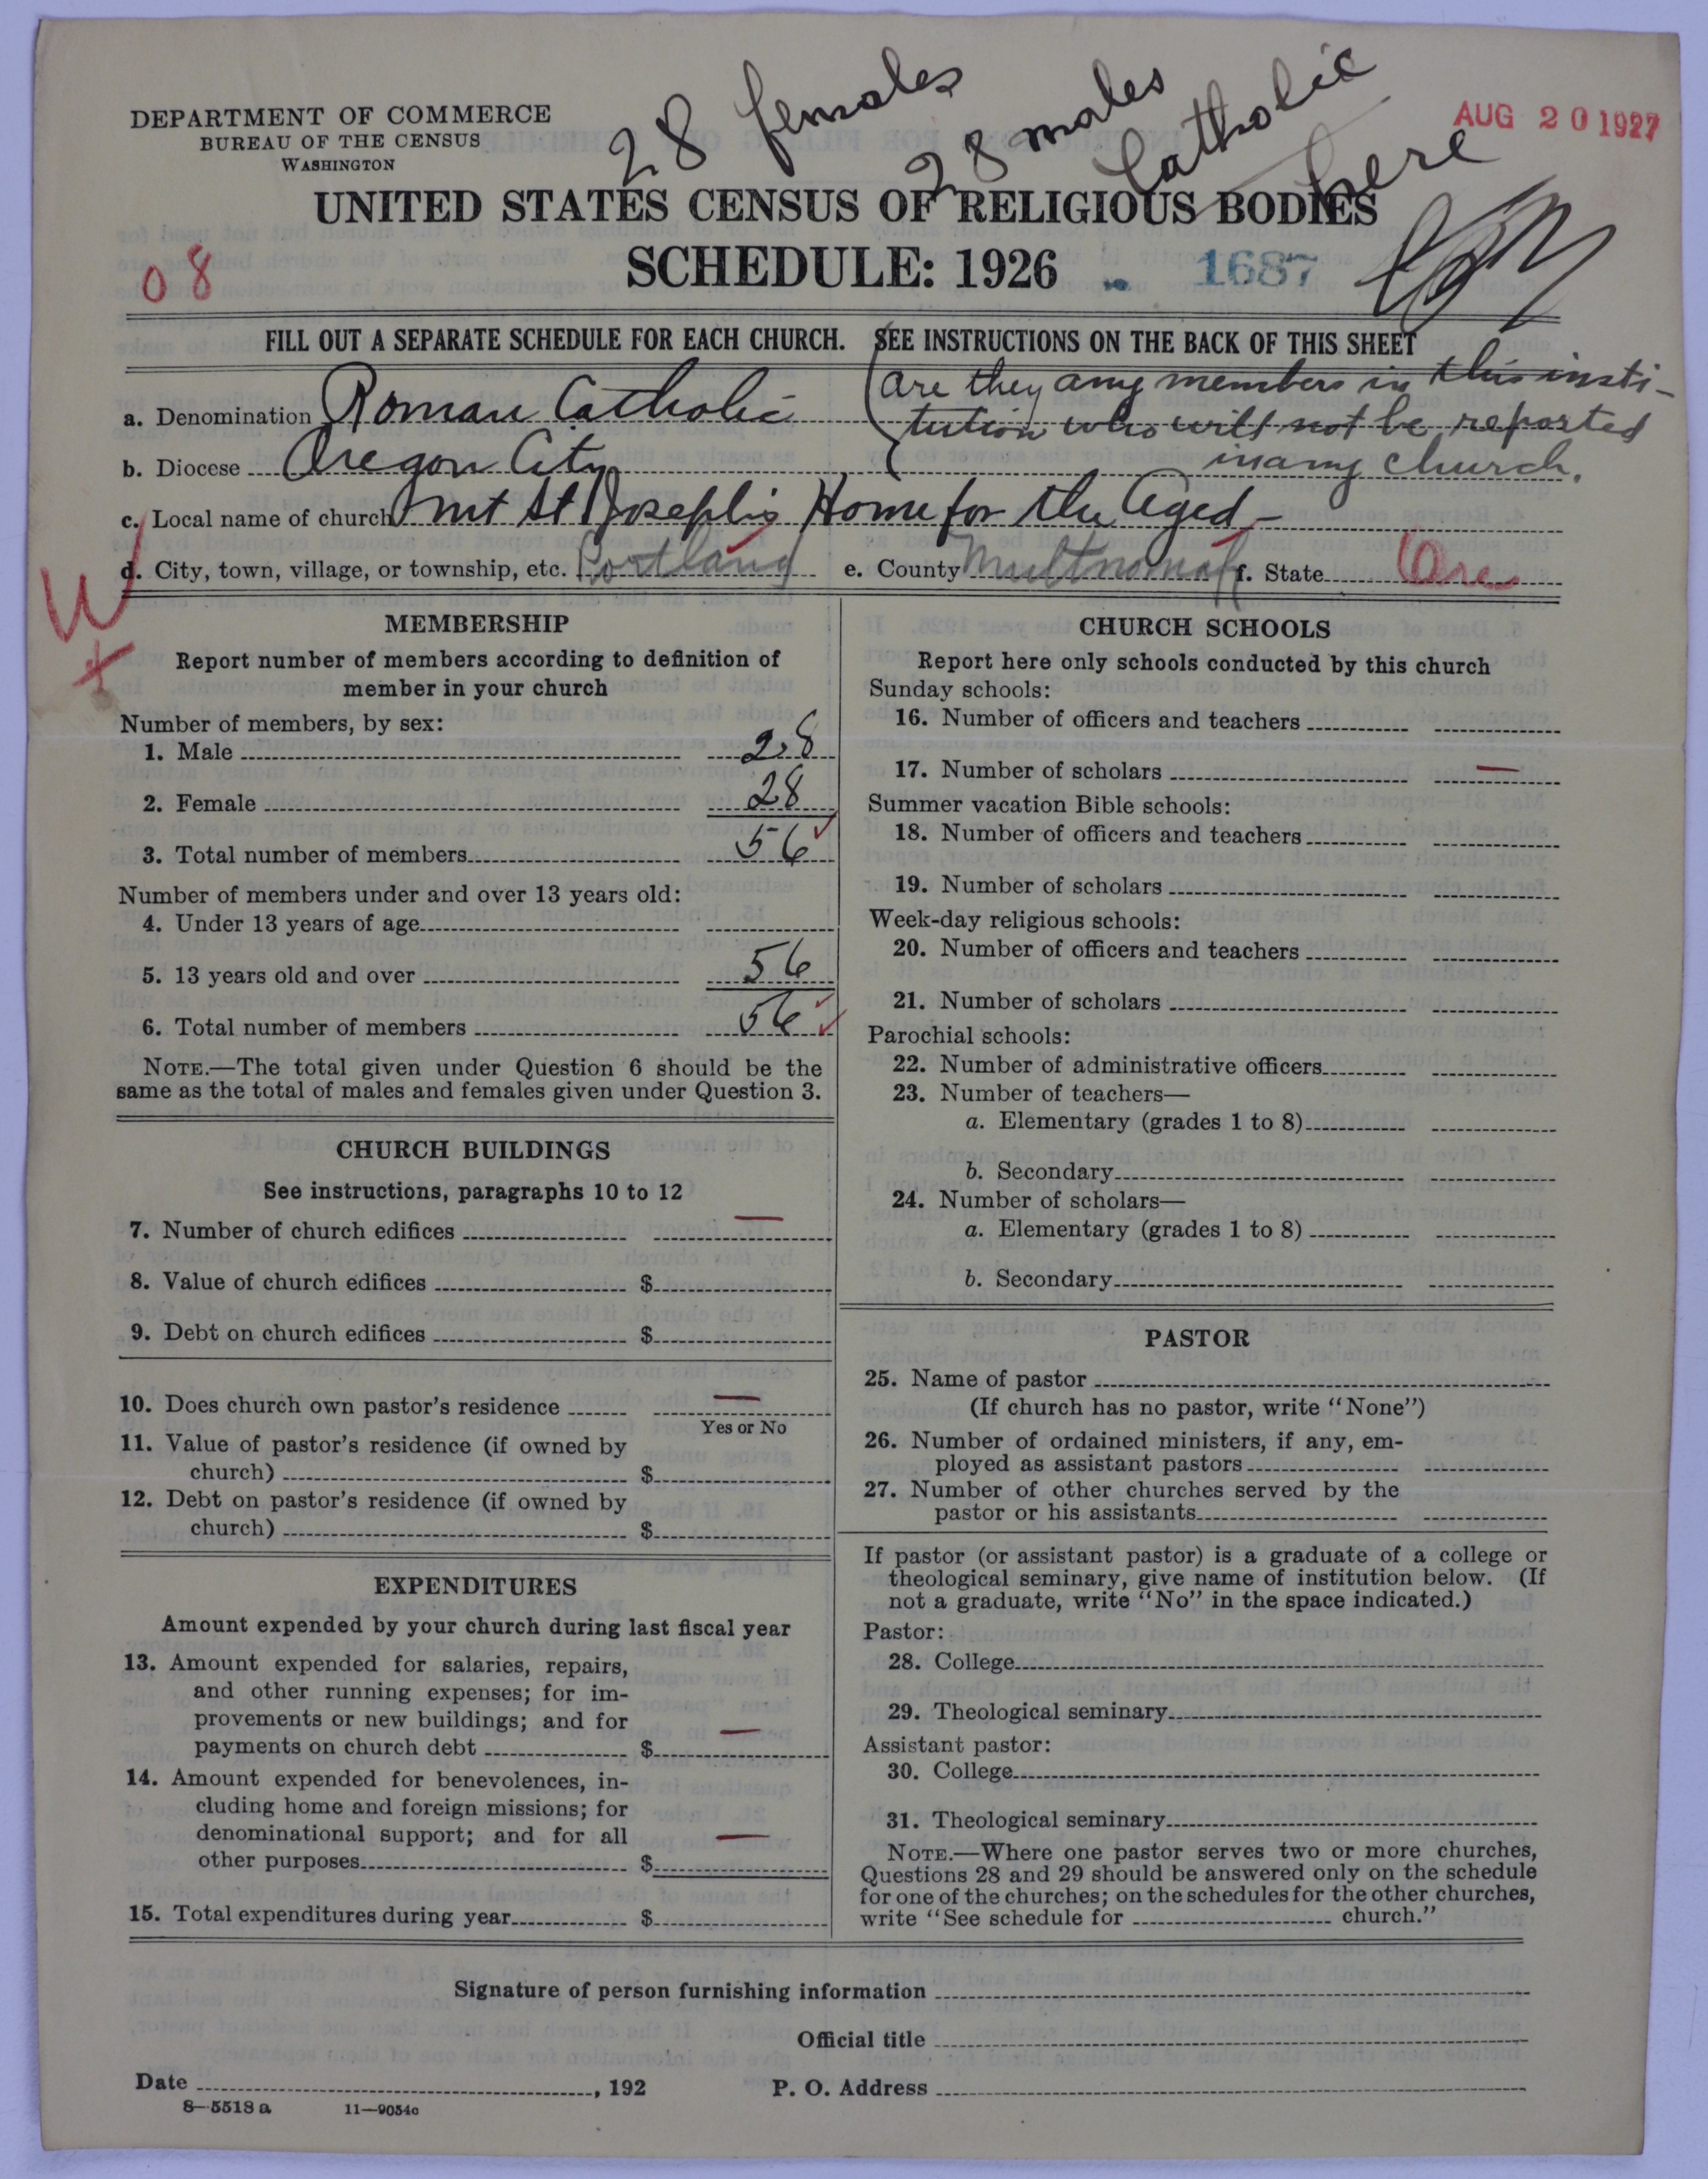 28 females
28 males
Catholic
here
AUG 20 1927
DEPARTMENT OF COMMERCE
BUREAU OF THE CENSUS
WASHINGTON
UNITED STATES CENSUS OF RELIGIOUS BODIES
SCHEDULE: 1926
1687
08
FILL OUT A SEPARATE SCHEDULE FOR EACH CHURCH. SEE INSTRUCTIONS ON THE BACK OF THIS SHEET
(are they any members in this insti-
tution who will not be reported
in any church.
a. Denomination Roman Catholic
b. Diocese Oregon City
c. Local name of church Mt St Joseph's Home for the Aged -
d. City, town, village, or township, etc. Portland e. County Multnomah f. State Ore
W
x
MEMBERSHIP
Report number of members according to definition of
member in your church
Number of members, by sex:
1. Male 28
2. Female 28
3. Total number of members 56
Number of members under and over 13 years old:
4. Under 13 years of age
5. 13 years old and over 56
6. Total number of members 56
NOTE.—The total given under Question 6 should be the
same as the total of males and females given under Question 3.
CHURCH BUILDINGS
See instructions, paragraphs 10 to 12
7. Number of church edifices —
8. Value of church edifices $
9. Debt on church edifices $
10. Does church own pastor's residence —
Yes or No
11. Value of pastor's residence (if owned by
church) $
12. Debt on pastor's residence (if owned by
church) $
EXPENDITURES
Amount expended by your church during last fiscal year
13. Amount expended for salaries, repairs,
and other running expenses; for im-
provements or new buildings; and for
payments on church debt $ —
14. Amount expended for benevolences, in-
cluding home and foreign missions; for
denominational support; and for all
other purposes $ —
15. Total expenditures during year $
CHURCH SCHOOLS
Report here only schools conducted by this church
Sunday schools:
16. Number of officers and teachers
17. Number of scholars —
Summer vacation Bible schools:
18. Number of officers and teachers
19. Number of scholars
Week-day religious schools:
20. Number of officers and teachers
21. Number of scholars
Parochial schools:
22. Number of administrative officers
23. Number of teachers—
a. Elementary (grades 1 to 8)
b. Secondary
24. Number of scholars—
a. Elementary (grades 1 to 8)
b. Secondary
PASTOR
25. Name of pastor
(If church has no pastor, write "None")
26. Number of ordained ministers, if any, em-
ployed as assistant pastors
27. Number of other churches served by the
pastor or his assistants
If pastor (or assistant pastor) is a graduate of a college or
theological seminary, give name of institution below. (If
not a graduate, write "No" in the space indicated.)
Pastor:
28. College
29. Theological seminary
Assistant pastor:
30. College
31. Theological seminary
NOTE.—Where one pastor serves two or more churches,
Questions 28 and 29 should be answered only on the schedule
for one of the churches; on the schedules for the other churches,
write "See schedule for church."
Signature of person furnishing information
Official title
Date , 192 P. O. Address
8—5518 a 11—9054c